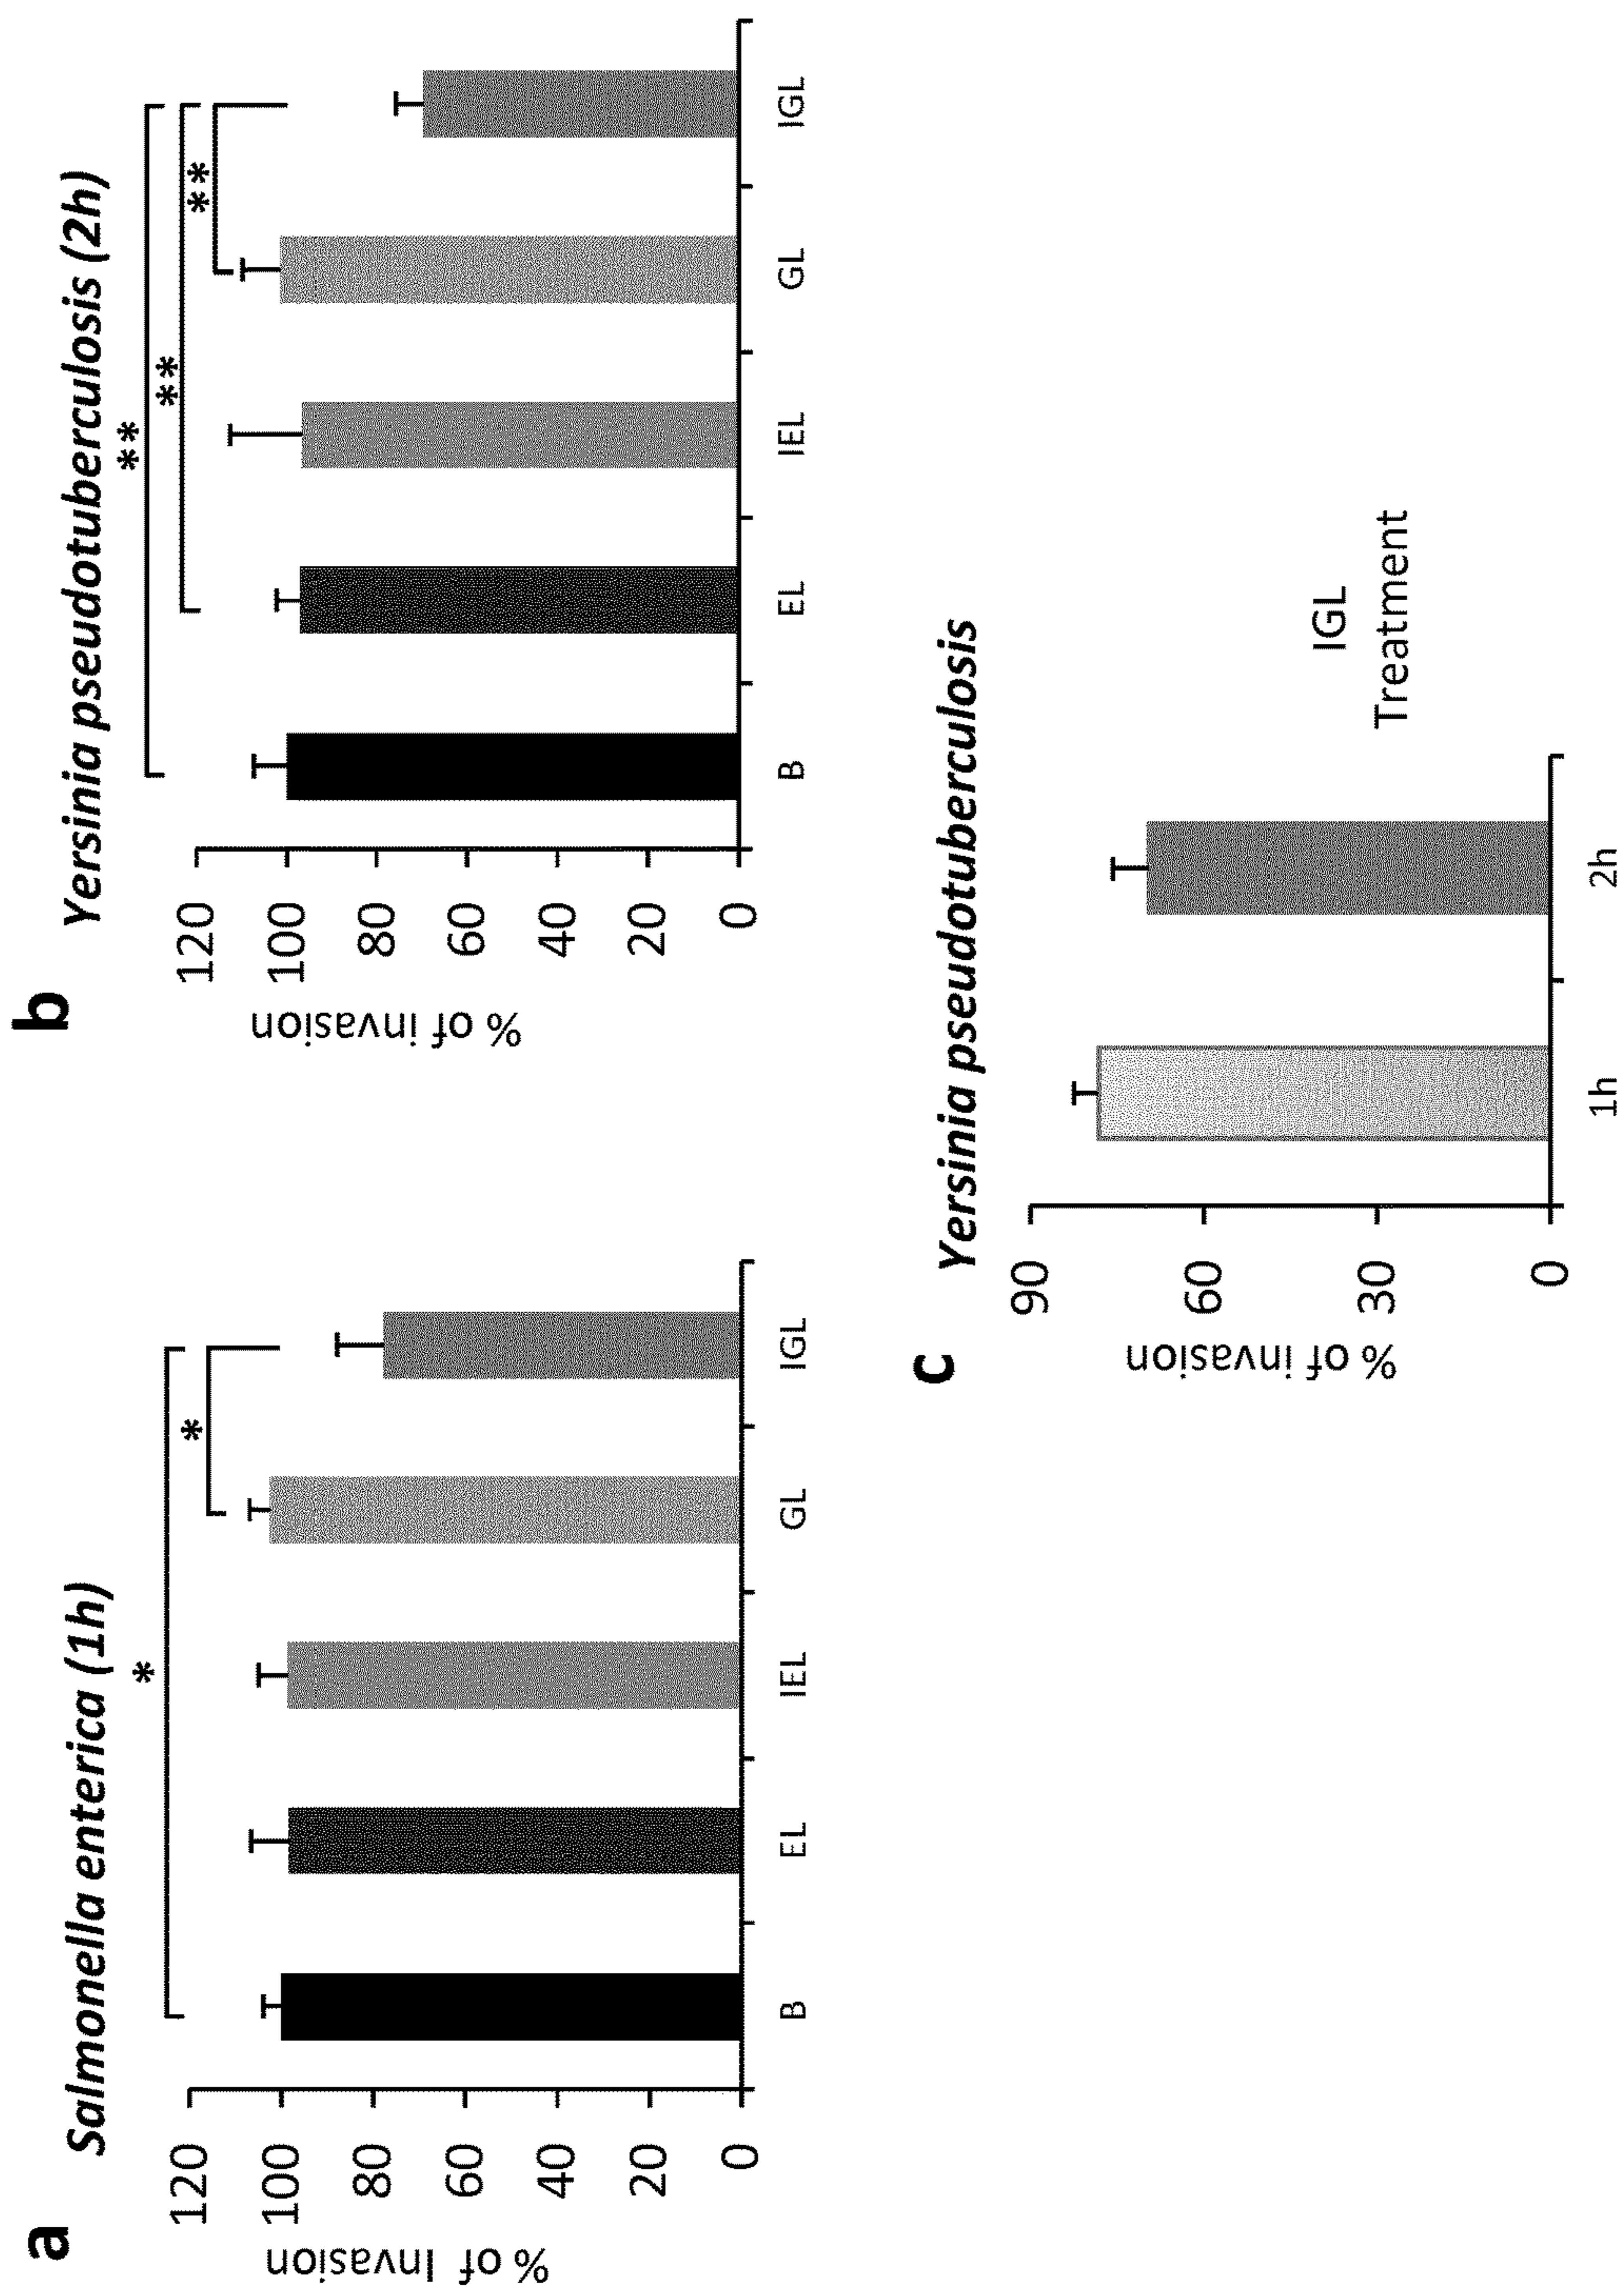 a
Salmonella enterica (1h)
*
*
% of Invasion
120
100
80
60
40
20
0
B EL IEL GL IGL
b
Yersinia pseudotuberculosis (2h)
**
**
**
% of invasion
120
100
80
60
40
20
0
B EL IEL GL IGL
c
Yersinia pseudotuberculosis
% of invasion
90
60
30
0
1h 2h
IGL
Treatment